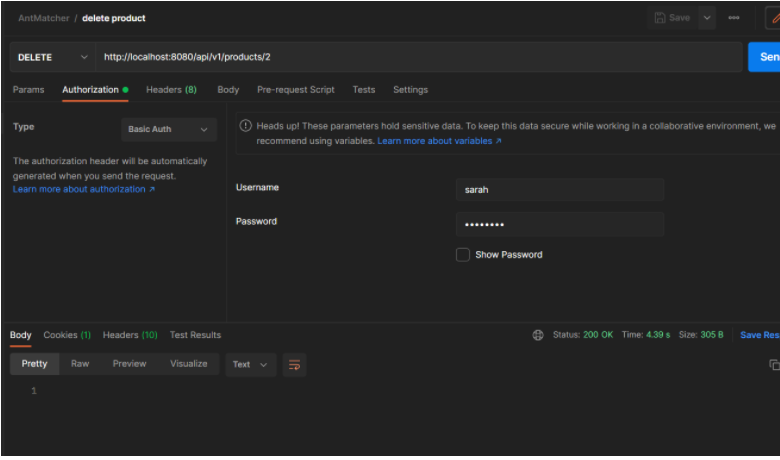 AntMatcher / delete product
Save
DELETE
http://localhost:8080/api/v1/products/2
Params Authorization Headers (8) Body Pre-request Script Tests Settings
Type
Basic Auth
The authorization header will be automatically
generated when you send the request.
Learn more about authorization ↗
Heads up! These parameters hold sensitive data. To keep this data secure while working in a collaborative environment, we
recommend using variables. Learn more about variables ↗
Username
sarah
Password
••••••••
Show Password
Body Cookies (1) Headers (10) Test Results
Status: 200 OK Time: 4.39 s Size: 305 B
Save Res
Pretty Raw Preview Visualize Text
1